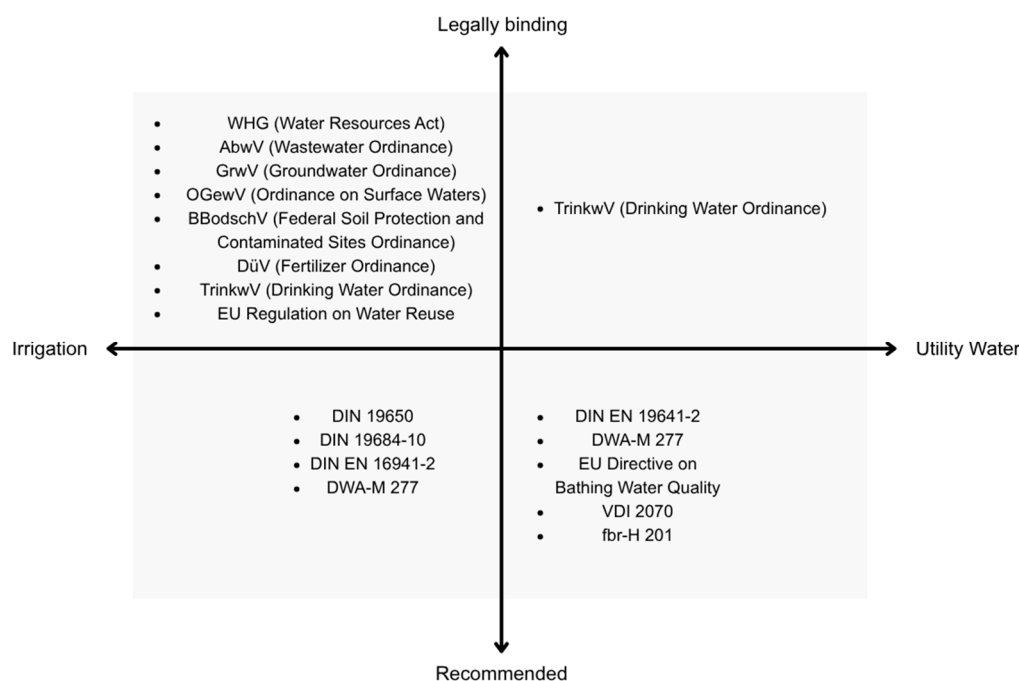 Legally binding
• WHG (Water Resources Act)
• AbwV (Wastewater Ordinance)
• GrwV (Groundwater Ordinance)
• OGewV (Ordinance on Surface Waters)
• BBodschV (Federal Soil Protection and
Contaminated Sites Ordinance)
• DüV (Fertilizer Ordinance)
• TrinkwV (Drinking Water Ordinance)
• EU Regulation on Water Reuse
• TrinkwV (Drinking Water Ordinance)
Irrigation
Utility Water
• DIN 19650
• DIN 19684-10
• DIN EN 16941-2
• DWA-M 277
• DIN EN 19641-2
• DWA-M 277
• EU Directive on
Bathing Water Quality
• VDI 2070
• fbr-H 201
Recommended